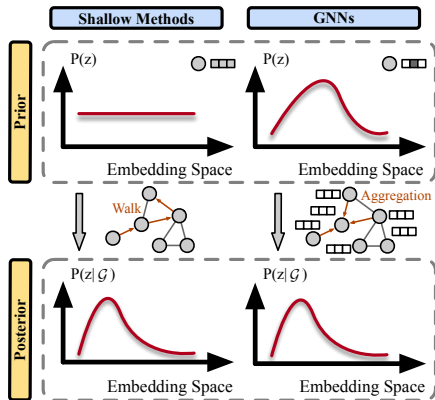 Shallow Methods
GNNs
Prior
P(z)
Embedding Space
P(z)
Embedding Space
Walk
Aggregation
Posterior
P(z|𝒢)
Embedding Space
P(z|𝒢)
Embedding Space